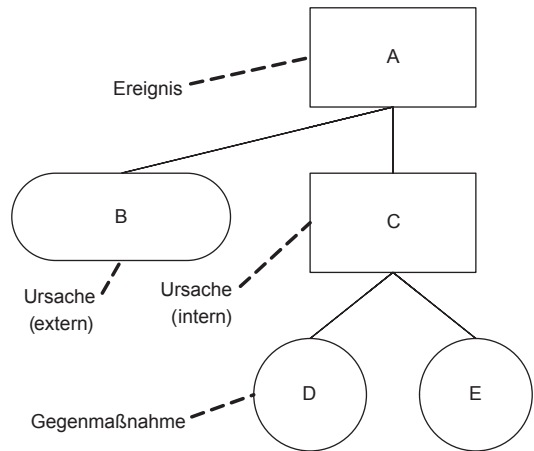 A
Ereignis
B
C
Ursache
(extern)
Ursache
(intern)
D
E
Gegenmaßnahme